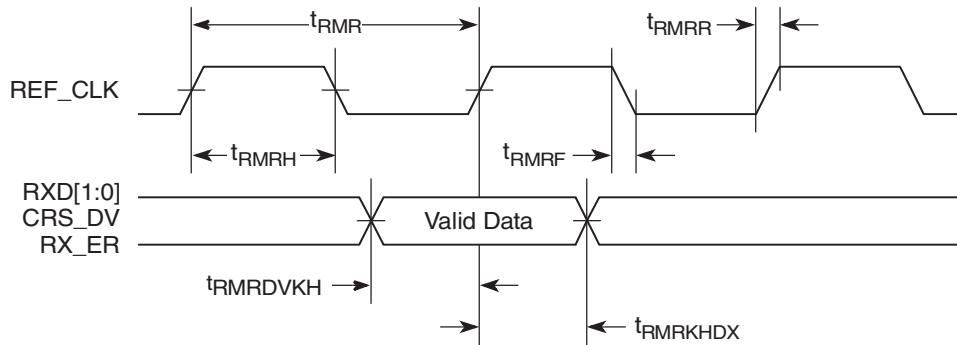 tRMR
tRMRR
REF_CLK
tRMRH
tRMRF
RXD[1:0]
CRS_DV
RX_ER
Valid Data
tRMRDVKH
tRMRKHDX